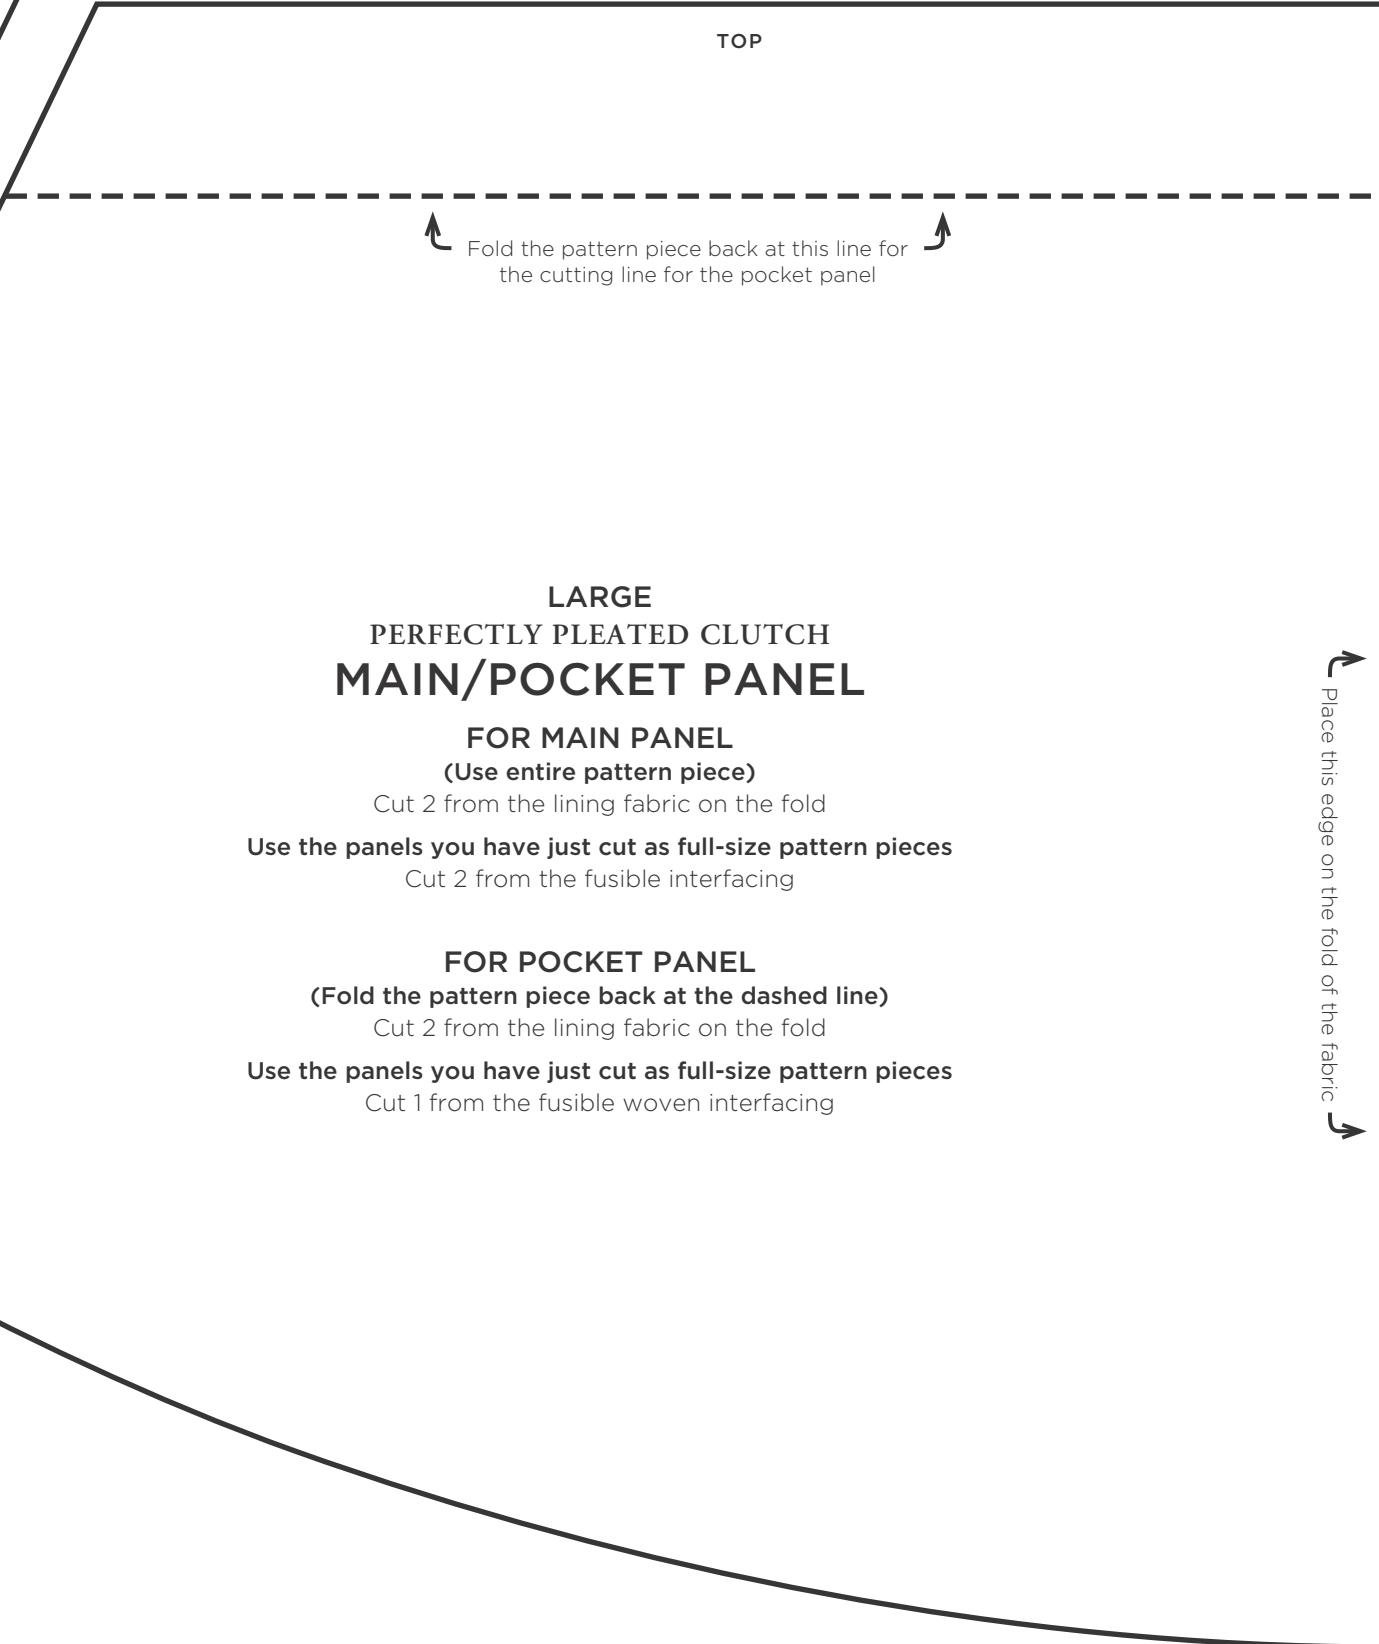 TOP
Fold the pattern piece back at this line for
the cutting line for the pocket panel
LARGE
PERFECTLY PLEATED CLUTCH
MAIN/POCKET PANEL
FOR MAIN PANEL
(Use entire pattern piece)
Cut 2 from the lining fabric on the fold
Use the panels you have just cut as full-size pattern pieces
Cut 2 from the fusible interfacing
FOR POCKET PANEL
(Fold the pattern piece back at the dashed line)
Cut 2 from the lining fabric on the fold
Use the panels you have just cut as full-size pattern pieces
Cut 1 from the fusible woven interfacing
Place this edge on the fold of the fabric